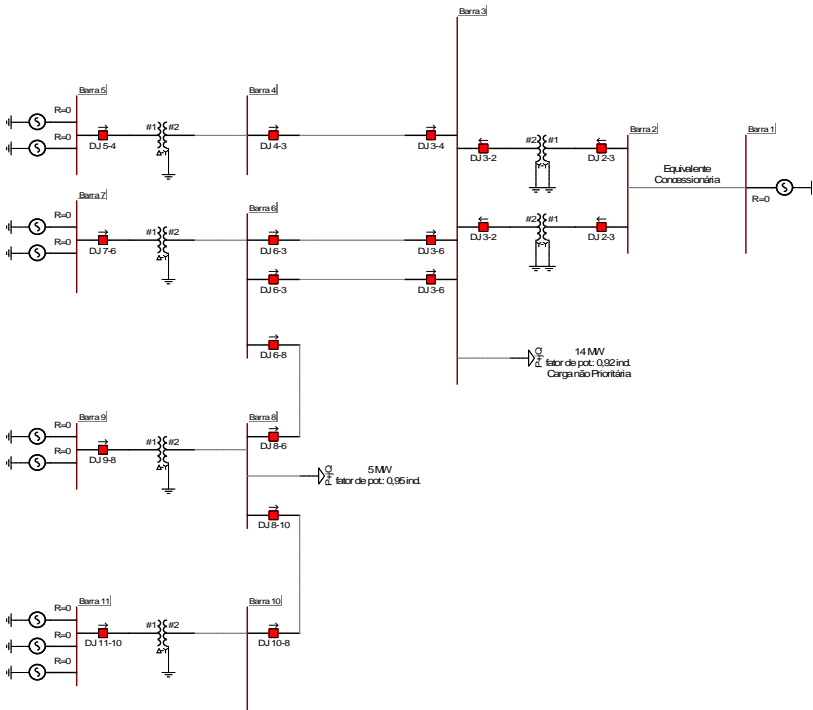 Barra 3
Barra 5
Barra 4
R=0
#1 #2
R=0
DJ 5-4
DJ 4-3
DJ 3-4
#2 #1
DJ 3-2
DJ 2-3
Barra 2
Barra 1
Equivalente
Concessionária
R=0
Barra 7
R=0
Barra 6
#1 #2
R=0
DJ 7-6
DJ 6-3
DJ 3-6
#2 #1
DJ 3-2
DJ 2-3
DJ 6-3
DJ 3-6
DJ 6-8
P+jQ
14 MW
fator de pot.: 0,92 ind.
Carga não Prioritária
Barra 9
Barra 8
R=0
#1 #2
R=0
DJ 9-8
DJ 8-6
P+jQ
5 MW
fator de pot.: 0,95 ind.
DJ 8-10
Barra 11
Barra 10
R=0
#1 #2
R=0
DJ 11-10
DJ 10-8
R=0